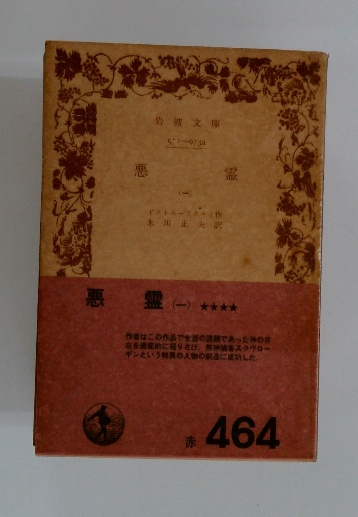 岩波文庫
悪 霊
(一)
ドストエーフスキイ作
米川正夫訳
悪 霊 (一) ★★★★
作者はこの作品で生涯の課題であった神の存
在を徹底的に掘りさげ,無神論者スタヴロー
ギンという特異の人物の創造に成功した.
赤 464